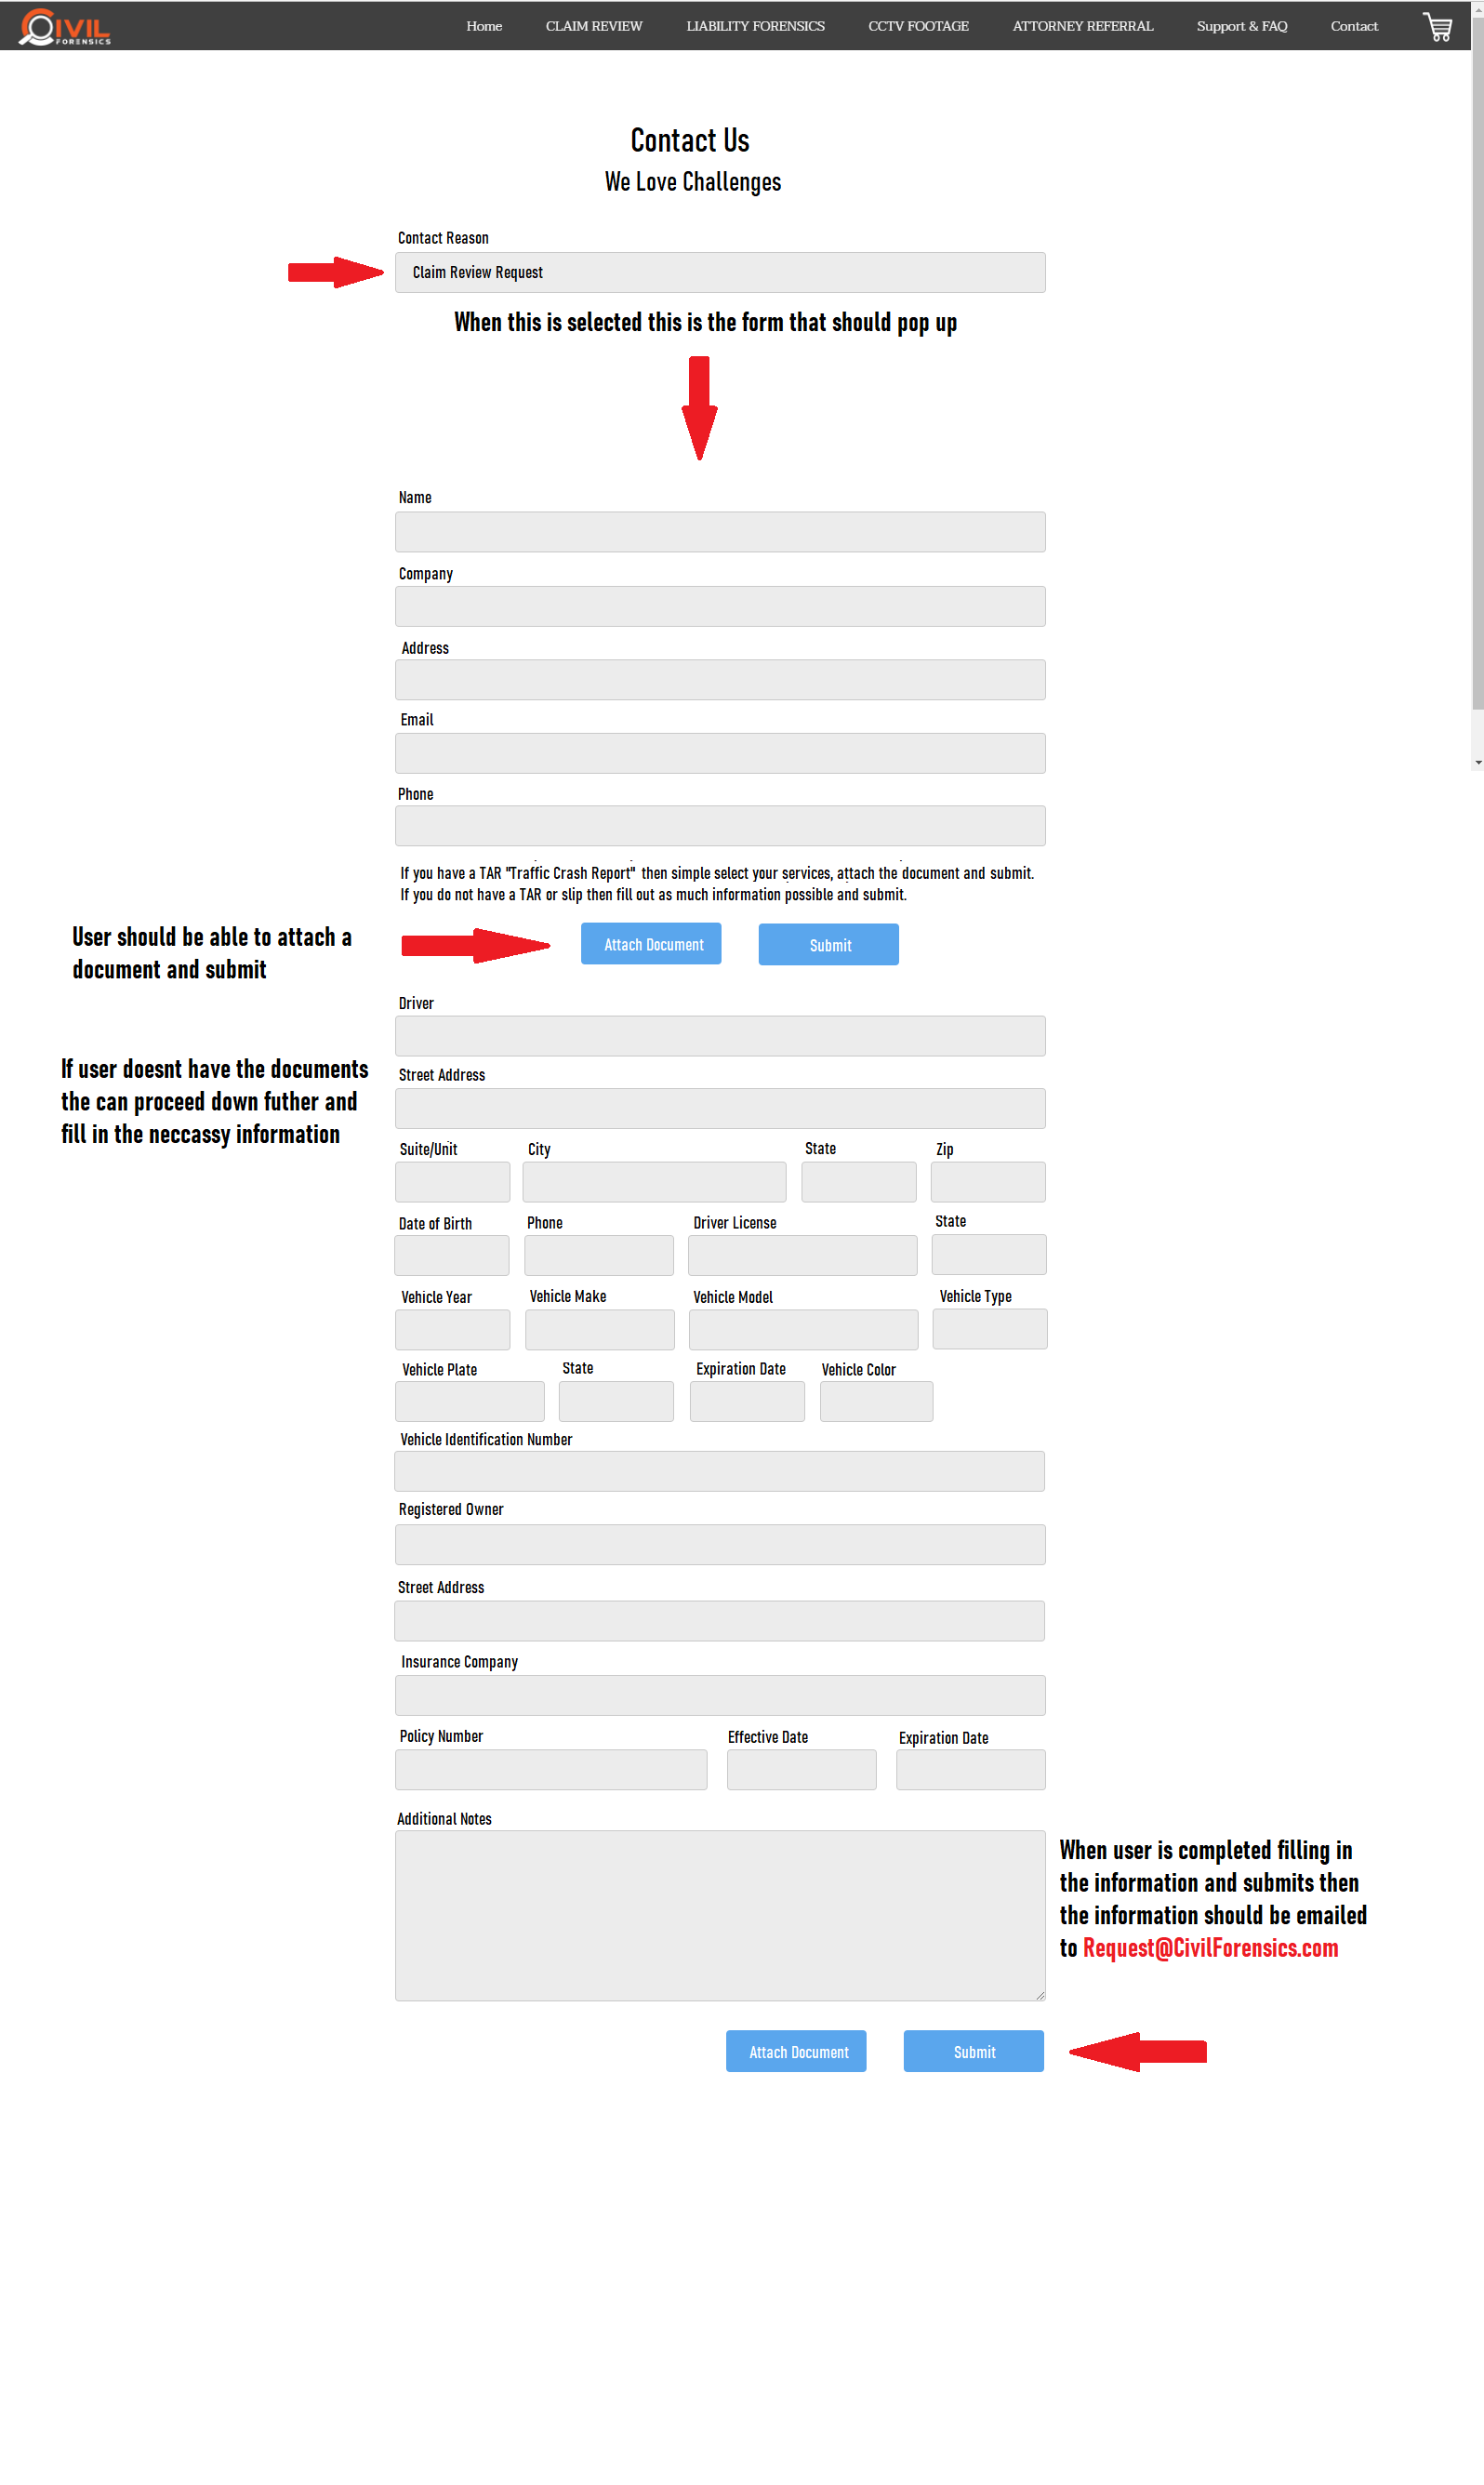 CIVIL
FORENSICS
Home CLAIM REVIEW LIABILITY FORENSICS CCTV FOOTAGE ATTORNEY REFERRAL Support & FAQ Contact
Contact Us
We Love Challenges
Contact Reason
Claim Review Request
When this is selected this is the form that should pop up
Name
Company
Address
Email
Phone
If you have a TAR "Traffic Crash Report" then simple select your services, attach the document and submit.
If you do not have a TAR or slip then fill out as much information possible and submit.
User should be able to attach a
document and submit
Attach Document Submit
Driver
If user doesnt have the documents
the can proceed down futher and
fill in the neccassy information
Street Address
Suite/Unit City State Zip
Date of Birth Phone Driver License State
Vehicle Year Vehicle Make Vehicle Model Vehicle Type
Vehicle Plate State Expiration Date Vehicle Color
Vehicle Identification Number
Registered Owner
Street Address
Insurance Company
Policy Number Effective Date Expiration Date
Additional Notes
When user is completed filling in
the information and submits then
the information should be emailed
to Request@CivilForensics.com
Attach Document Submit